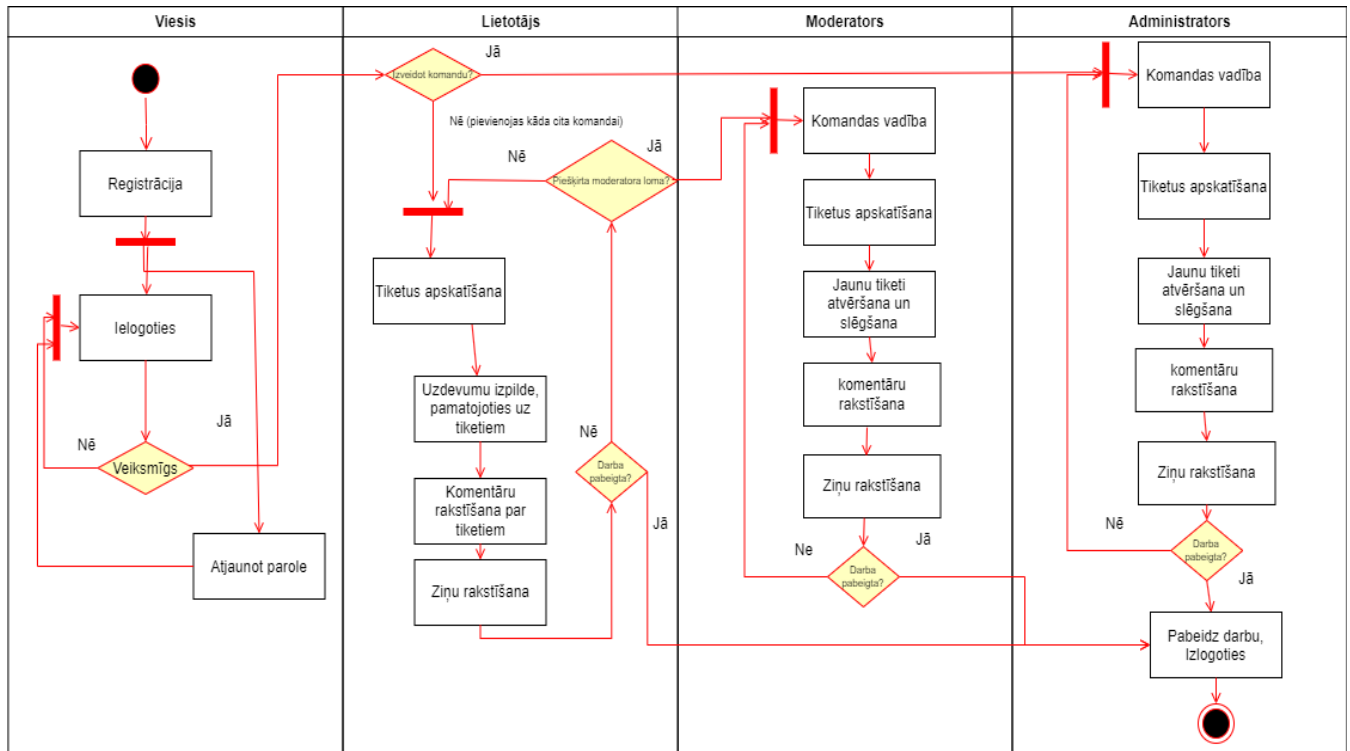 Viesis
Lietotājs
Moderators
Administrators
Registrācija
Ielogoties
Nē
Jā
Veiksmīgs
Atjaunot parole
Izveidot komandu?
Jā
Nē (pievienojas kāda cita komandai)
Nē
Jā
Piešķirta moderatora loma?
Tiketus apskatīšana
Uzdevumu izpilde,
pamatojoties uz
tiketiem
Komentāru
rakstīšana par
tiketiem
Ziņu rakstīšana
Nē
Darba
pabeigta?
Jā
Komandas vadība
Tiketus apskatīšana
Jaunu tiketi
atvēršana un
slēgšana
komentāru
rakstīšana
Ziņu rakstīšana
Ne
Jā
Darba
pabeigta?
Komandas vadība
Tiketus apskatīšana
Jaunu tiketi
atvēršana un
slēgšana
komentāru
rakstīšana
Ziņu rakstīšana
Nē
Darba
pabeigta?
Jā
Pabeidz darbu,
Izlogoties